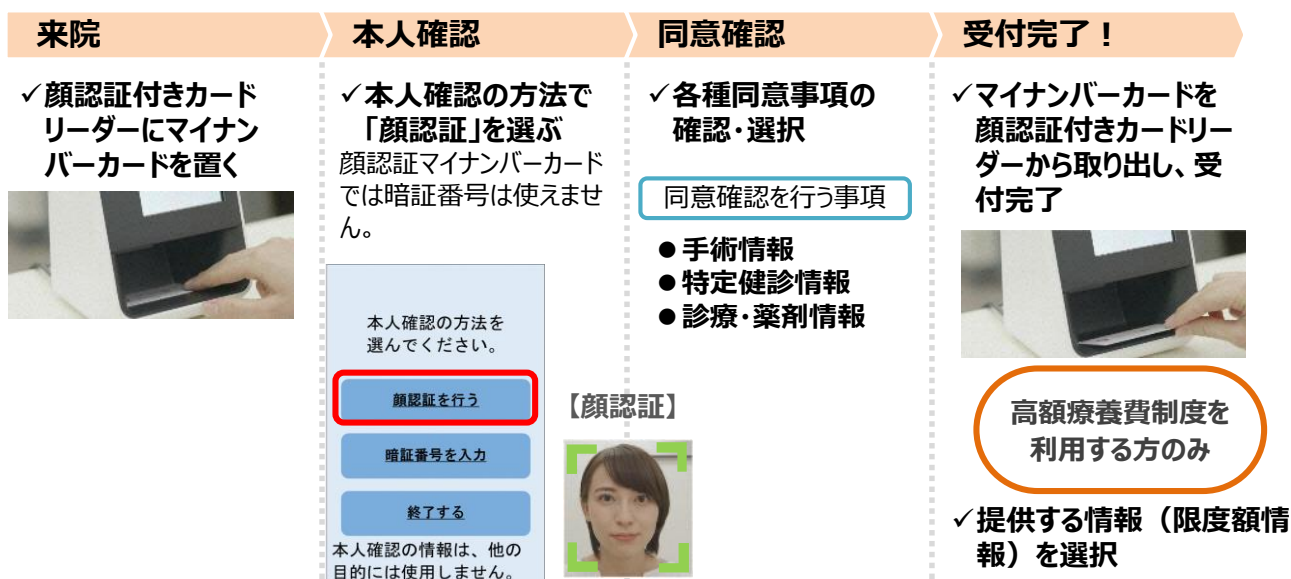 来院
本人確認
同意確認
受付完了！
✓顔認証付きカード
リーダーにマイナン
バーカードを置く
✓本人確認の方法で
「顔認証」を選ぶ
顔認証マイナンバーカード
では暗証番号は使えませ
ん。
本人確認の方法を
選んでください。
顔認証を行う
暗証番号を入力
終了する
本人確認の情報は、他の
目的には使用しません。
【顔認証】
✓各種同意事項の
確認・選択
同意確認を行う事項
●手術情報
●特定健診情報
●診療・薬剤情報
✓マイナンバーカードを
顔認証付きカードリー
ダーから取り出し、受
付完了
高額療養費制度を
利用する方のみ
✓提供する情報（限度額情
報）を選択